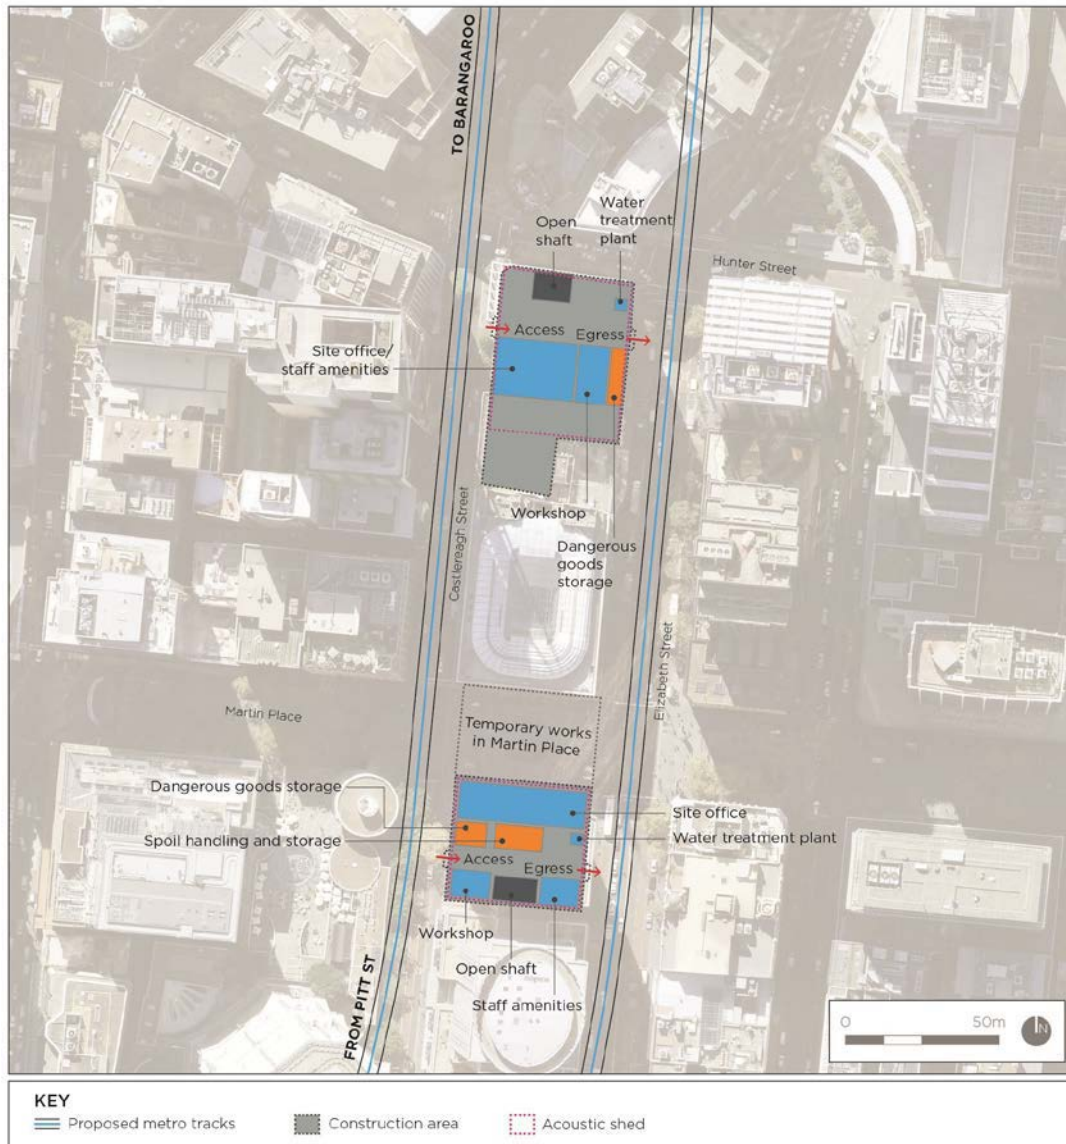 TO BARANGAROO
Water
treatment
plant
Open
shaft
Hunter Street
Access
Egress
Site office/
staff amenities
Workshop
Dangerous
goods
storage
Castlereagh Street
Elizabeth Street
Martin Place
Temporary works
in Martin Place
Dangerous goods storage
Site office
Spoil handling and storage
Water treatment plant
Access
Egress
Workshop
Open shaft
Staff amenities
FROM PITT ST
0
50m
N
KEY
Proposed metro tracks
Construction area
Acoustic shed